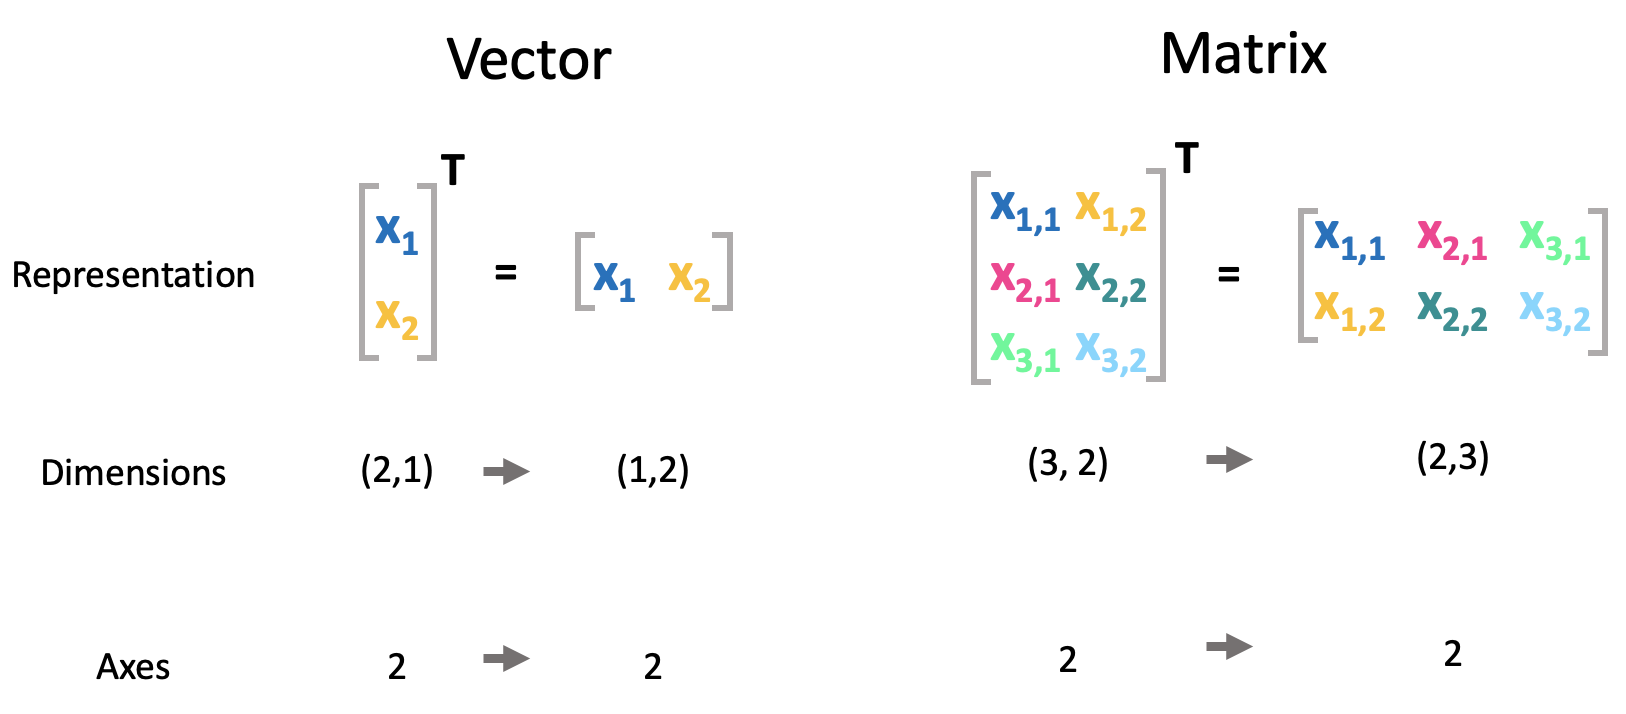 Vector Matrix
Representation
[x₁
x₂]ᵀ = [x₁ x₂]
[x₁,₁ x₁,₂
x₂,₁ x₂,₂
x₃,₁ x₃,₂]ᵀ = [x₁,₁ x₂,₁ x₃,₁
x₁,₂ x₂,₂ x₃,₂]
Dimensions (2,1) → (1,2) (3, 2) → (2,3)
Axes 2 → 2 2 → 2